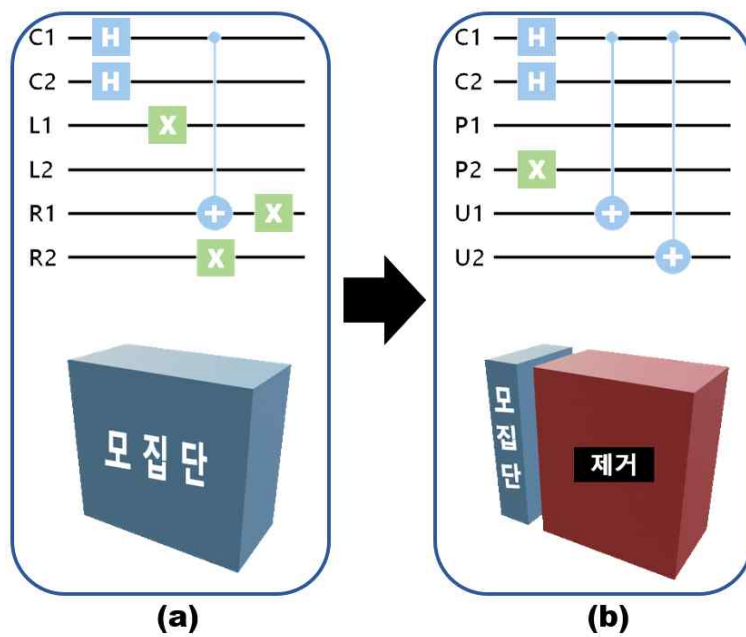 C1 H
C2 H
L1 X
L2
R1 + X
R2 X
모집단
(a)
C1 H
C2 H
P1
P2 X
U1 +
U2 +
모집단
제거
(b)